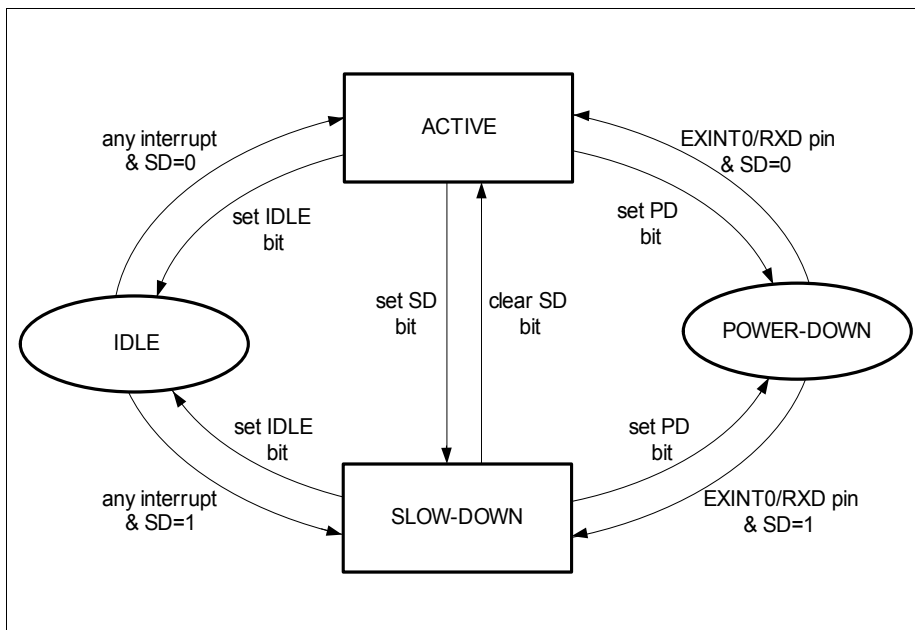 ACTIVE
any interrupt
& SD=0
EXINT0/RXD pin
& SD=0
set IDLE
bit
set PD
bit
set SD
bit
clear SD
bit
IDLE
POWER-DOWN
set IDLE
bit
set PD
bit
any interrupt
& SD=1
SLOW-DOWN
EXINT0/RXD pin
& SD=1